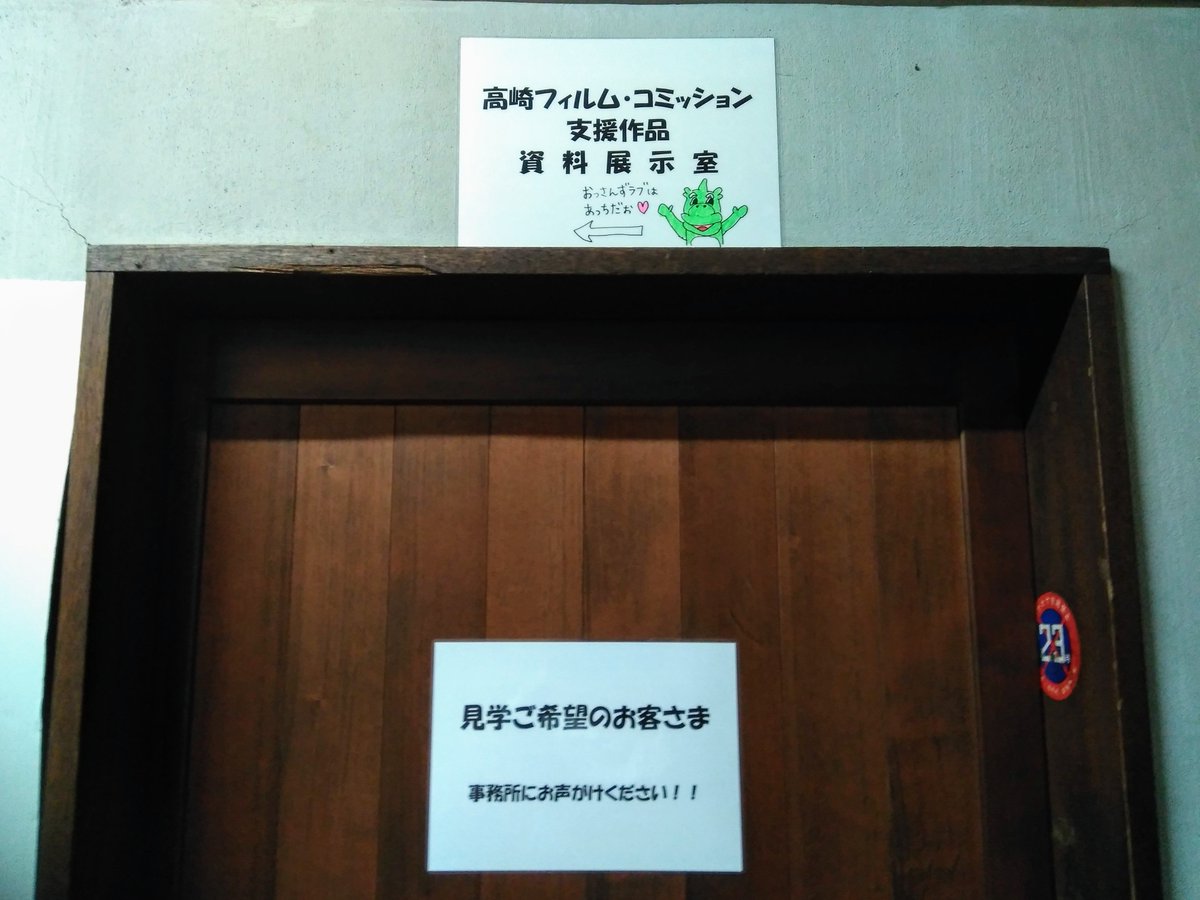 高崎フィルム・コミッション
支援作品
資料展示室
おっさんずラブは
あっちだお♡
見学ご希望のお客さま
事務所にお声がけください！！
23